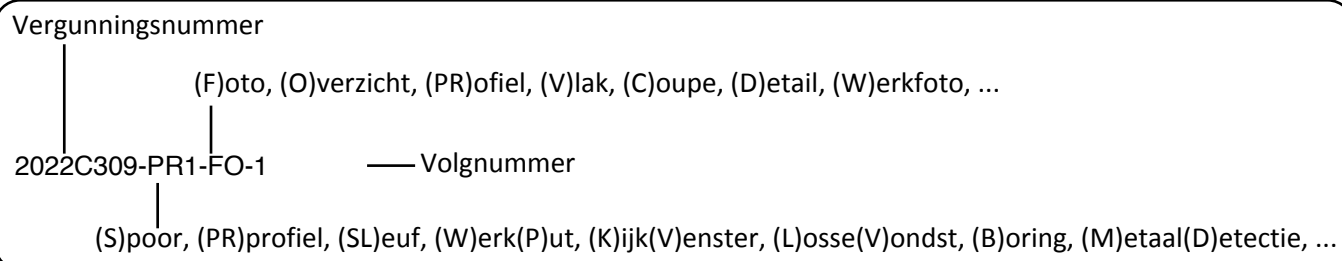 Vergunningsnummer
(F)oto, (O)verzicht, (PR)ofiel, (V)lak, (C)oupe, (D)etail, (W)erkfoto, ...
2022C309-PR1-FO-1 Volgnummer
(S)poor, (PR)profiel, (SL)euf, (W)erk(P)ut, (K)ijk(V)enster, (L)osse(V)ondst, (B)oring, (M)etaal(D)etectie, ...